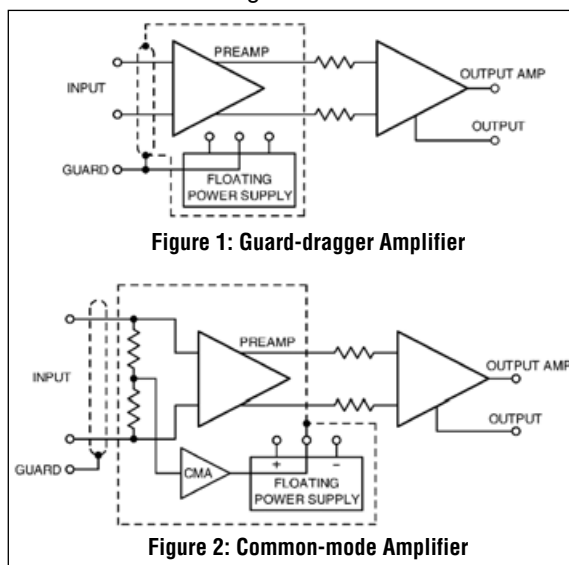 PREAMP
OUTPUT AMP
INPUT
OUTPUT
GUARD
FLOATING
POWER SUPPLY
Figure 1: Guard-dragger Amplifier
PREAMP
OUTPUT AMP
INPUT
OUTPUT
GUARD
CMA
+ −
FLOATING
POWER SUPPLY
Figure 2: Common-mode Amplifier